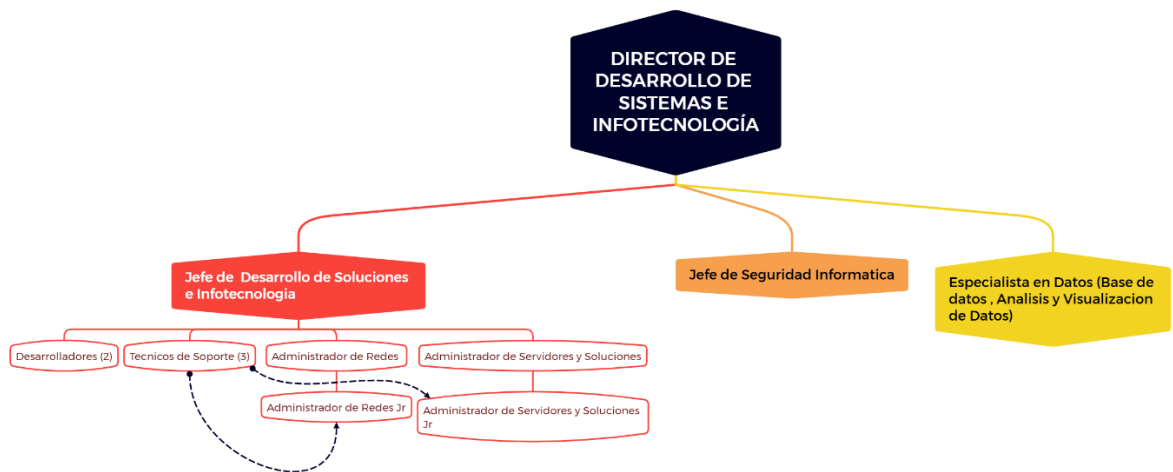 DIRECTOR DE
DESARROLLO DE
SISTEMAS E
INFOTECNOLOGÍA
Jefe de Desarrollo de Soluciones
e Infotecnologia
Jefe de Seguridad Informatica
Especialista en Datos (Base de
datos , Analisis y Visualizacion
de Datos)
Desarrolladores (2)
Tecnicos de Soporte (3)
Administrador de Redes
Administrador de Servidores y Soluciones
Administrador de Redes Jr
Administrador de Servidores y Soluciones
Jr